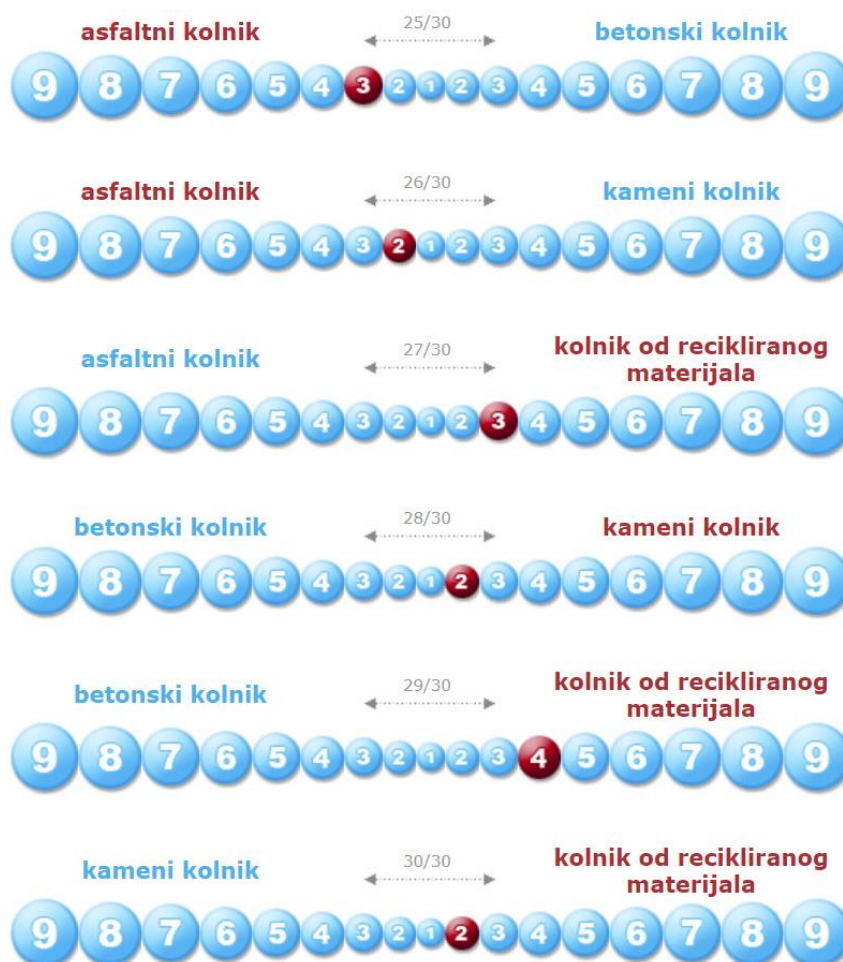 asfaltni kolnik 25/30 betonski kolnik
9 8 7 6 5 4 3 2 1 2 3 4 5 6 7 8 9
asfaltni kolnik 26/30 kameni kolnik
9 8 7 6 5 4 3 2 1 2 3 4 5 6 7 8 9
asfaltni kolnik 27/30 kolnik od recikliranog
materijala
9 8 7 6 5 4 3 2 1 2 3 4 5 6 7 8 9
betonski kolnik 28/30 kameni kolnik
9 8 7 6 5 4 3 2 1 2 3 4 5 6 7 8 9
betonski kolnik 29/30 kolnik od recikliranog
materijala
9 8 7 6 5 4 3 2 1 2 3 4 5 6 7 8 9
kameni kolnik 30/30 kolnik od recikliranog
materijala
9 8 7 6 5 4 3 2 1 2 3 4 5 6 7 8 9